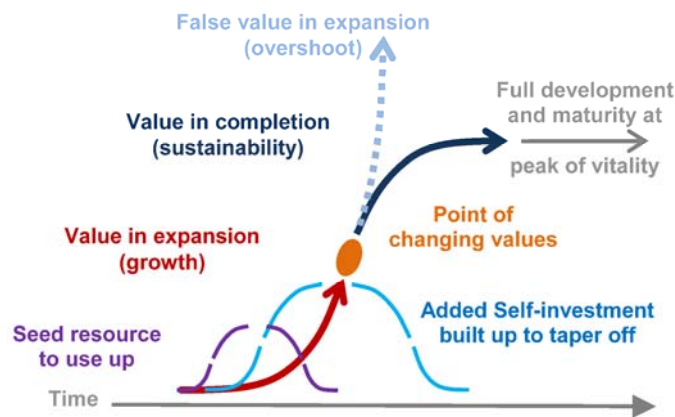 False value in expansion
(overshoot)
Full development
and maturity at
peak of vitality
Value in completion
(sustainability)
Point of
changing values
Value in expansion
(growth)
Added Self-investment
built up to taper off
Seed resource
to use up
Time